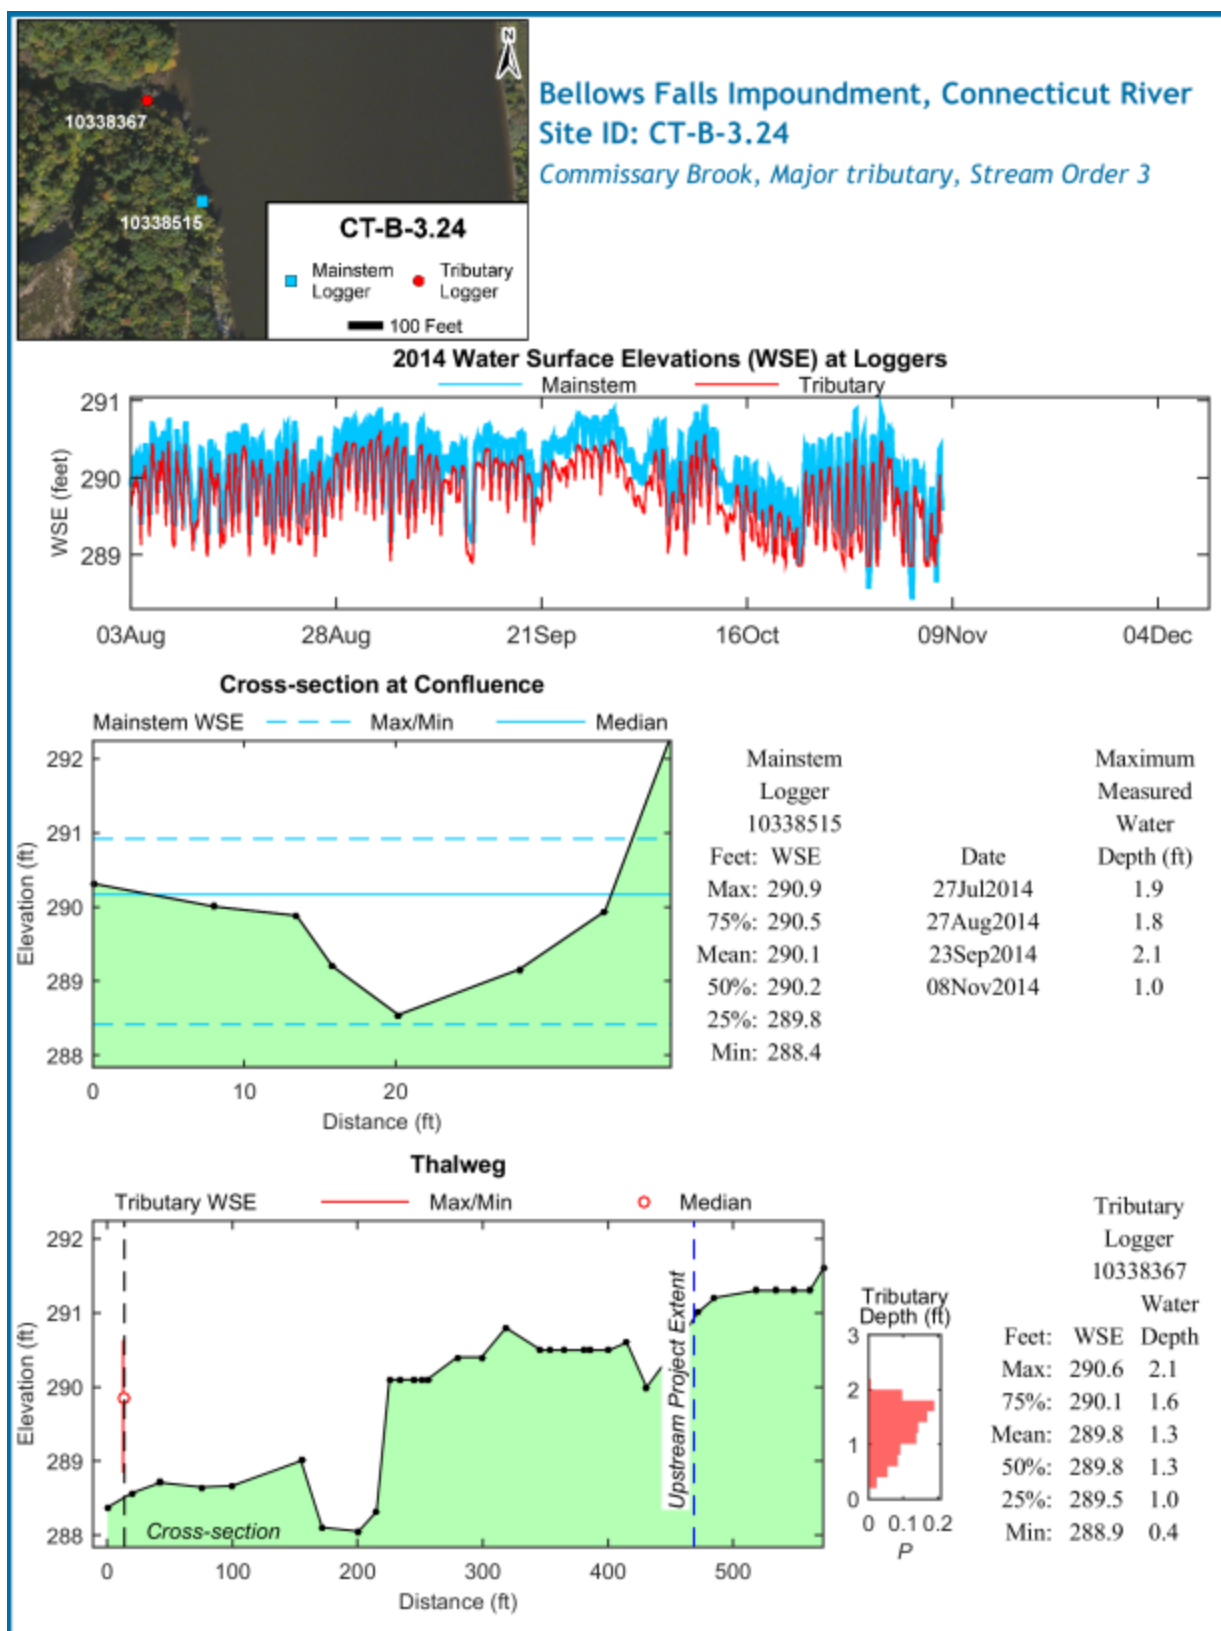 N
10338367
10338515
CT-B-3.24
Mainstem Logger
Tributary Logger
100 Feet
Bellows Falls Impoundment, Connecticut River
Site ID: CT-B-3.24
Commissary Brook, Major tributary, Stream Order 3
2014 Water Surface Elevations (WSE) at Loggers
Mainstem Tributary
WSE (feet)
291
290
289
03Aug 28Aug 21Sep 16Oct 09Nov 04Dec
Cross-section at Confluence
Mainstem WSE Max/Min Median
Elevation (ft)
292
291
290
289
288
0 10 20
Distance (ft)
Mainstem
Logger
10338515
Feet: WSE
Max: 290.9
75%: 290.5
Mean: 290.1
50%: 290.2
25%: 289.8
Min: 288.4
Maximum
Measured
Water
Date Depth (ft)
27Jul2014 1.9
27Aug2014 1.8
23Sep2014 2.1
08Nov2014 1.0
Thalweg
Tributary WSE Max/Min Median
Elevation (ft)
292
291
290
289
288
Cross-section
Upstream Project Extent
0 100 200 300 400 500
Distance (ft)
Tributary
Depth (ft)
3
2
1
0
0 0.1 0.2
P
Tributary
Logger
10338367
Water
Feet: WSE Depth
Max: 290.6 2.1
75%: 290.1 1.6
Mean: 289.8 1.3
50%: 289.8 1.3
25%: 289.5 1.0
Min: 288.9 0.4